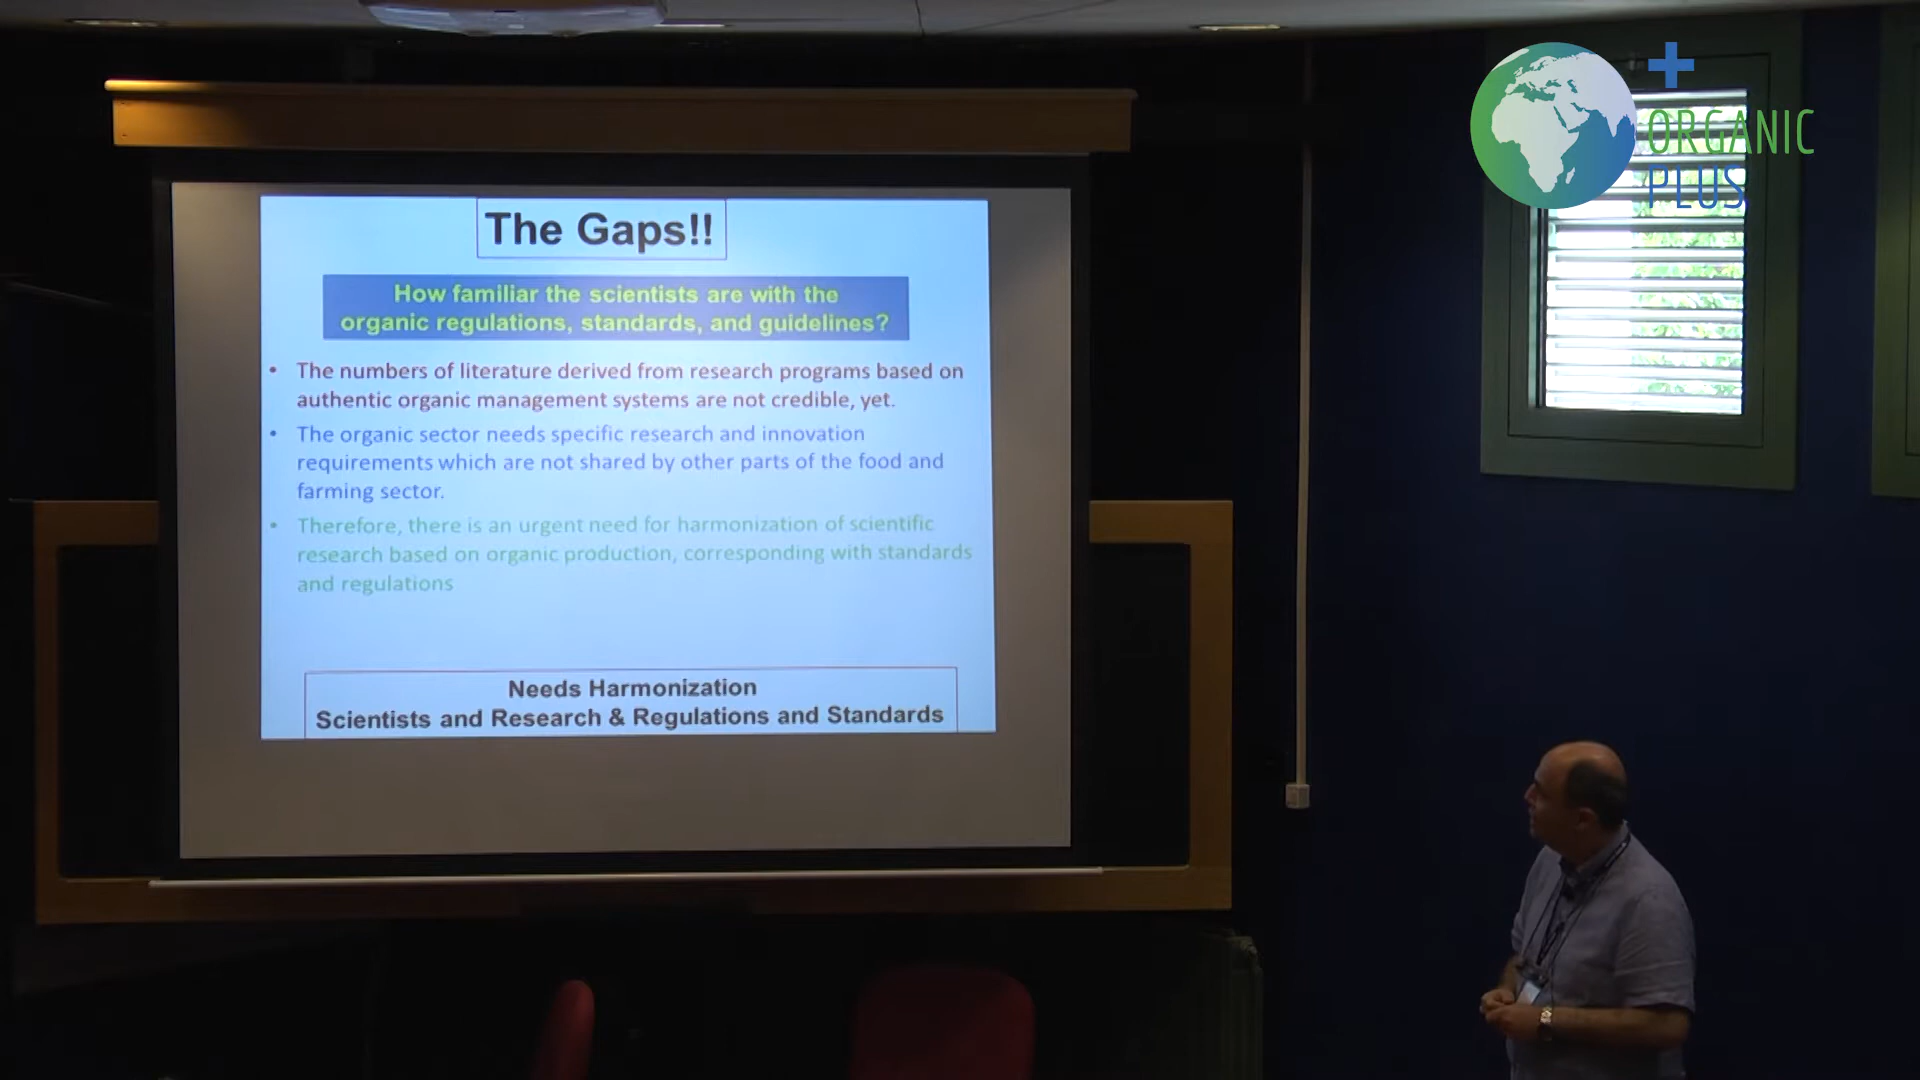 The Gaps!!
How familiar the scientists are with the
organic regulations, standards, and guidelines?
• The numbers of literature derived from research programs based on
authentic organic management systems are not credible, yet.
• The organic sector needs specific research and innovation
requirements which are not shared by other parts of the food and
farming sector.
• Therefore, there is an urgent need for harmonization of scientific
research based on organic production, corresponding with standards
and regulations
Needs Harmonization
Scientists and Research & Regulations and Standards
+
ORGANIC
PLUS